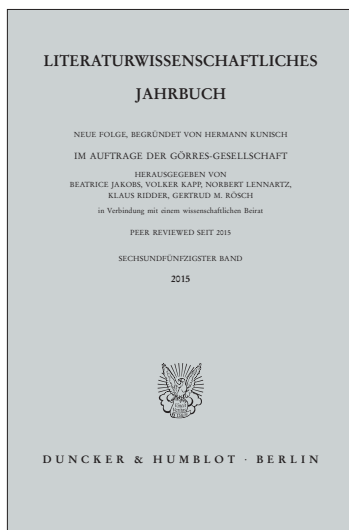 LITERATURWISSENSCHAFTLICHES
JAHRBUCH
NEUE FOLGE, BEGRÜNDET VON HERMANN KUNISCH
IM AUFTRAGE DER GÖRRES-GESELLSCHAFT
HERAUSGEGEBEN VON
BEATRICE JAKOBS, VOLKER KAPP, NORBERT LENNARTZ,
KLAUS RIDDER, GERTRUD M. RÖSCH
in Verbindung mit einem wissenschaftlichen Beirat
PEER REVIEWED SEIT 2015
SECHSUNDFÜNFZIGSTER BAND
2015
DUNCKER & HUMBLOT · BERLIN